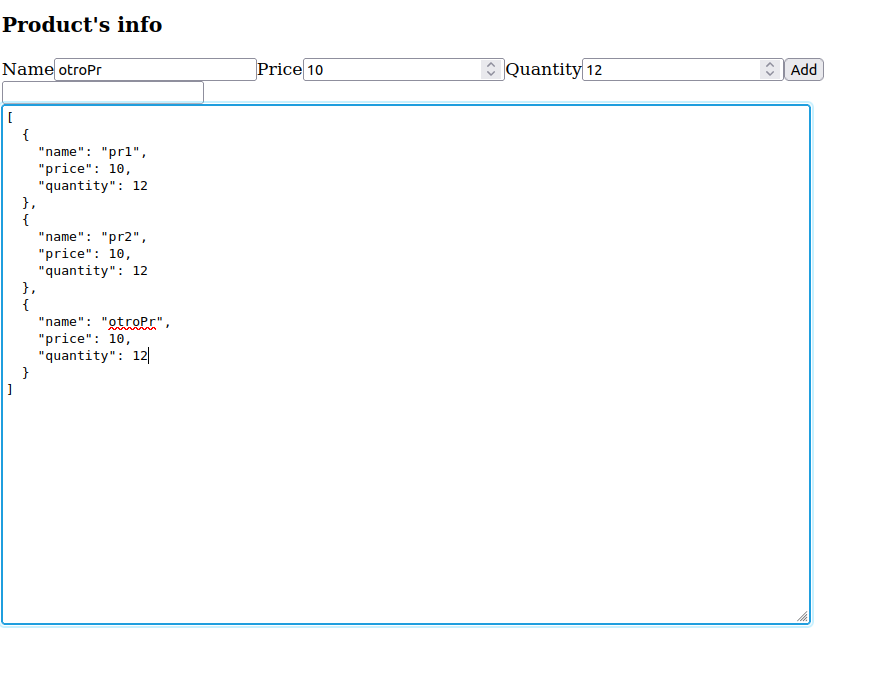 Product's info
Name otroPr Price 10 Quantity 12 Add
[
  {
    "name": "pr1",
    "price": 10,
    "quantity": 12
  },
  {
    "name": "pr2",
    "price": 10,
    "quantity": 12
  },
  {
    "name": "otroPr",
    "price": 10,
    "quantity": 12
  }
]